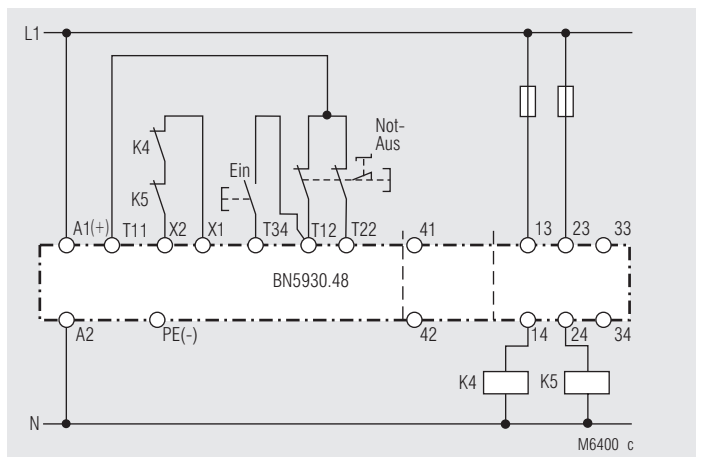 L1
Not-
Aus
K4
Ein
K5
A1(+) T11 X2 X1 T34 T12 T22 41 13 23 33
BN5930.48
A2 PE(-) 42 14 24 34
K4 K5
N
M6400 c